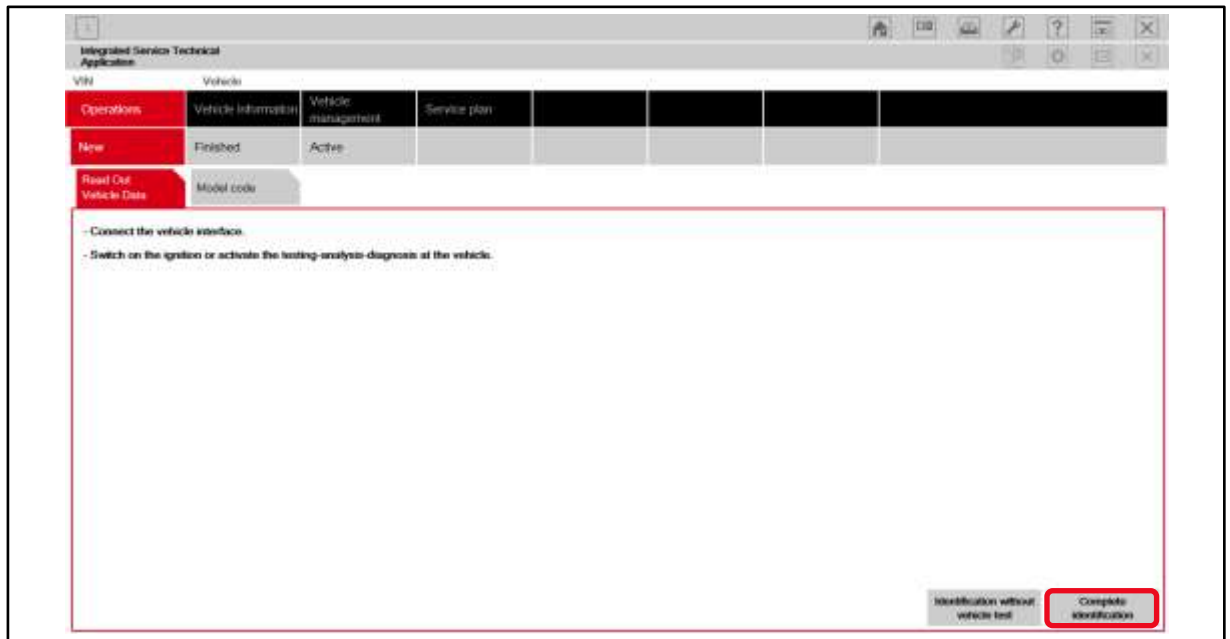 Integrated Service Technical
Application
VIN Vehicle
Operations
Vehicle information
Vehicle
management
Service plan
New
Finished
Active
Read Out
Vehicle Data
Model code
- Connect the vehicle interface.
- Switch on the ignition or activate the testing-analysis-diagnosis at the vehicle.
Identification without
vehicle test
Complete
identification